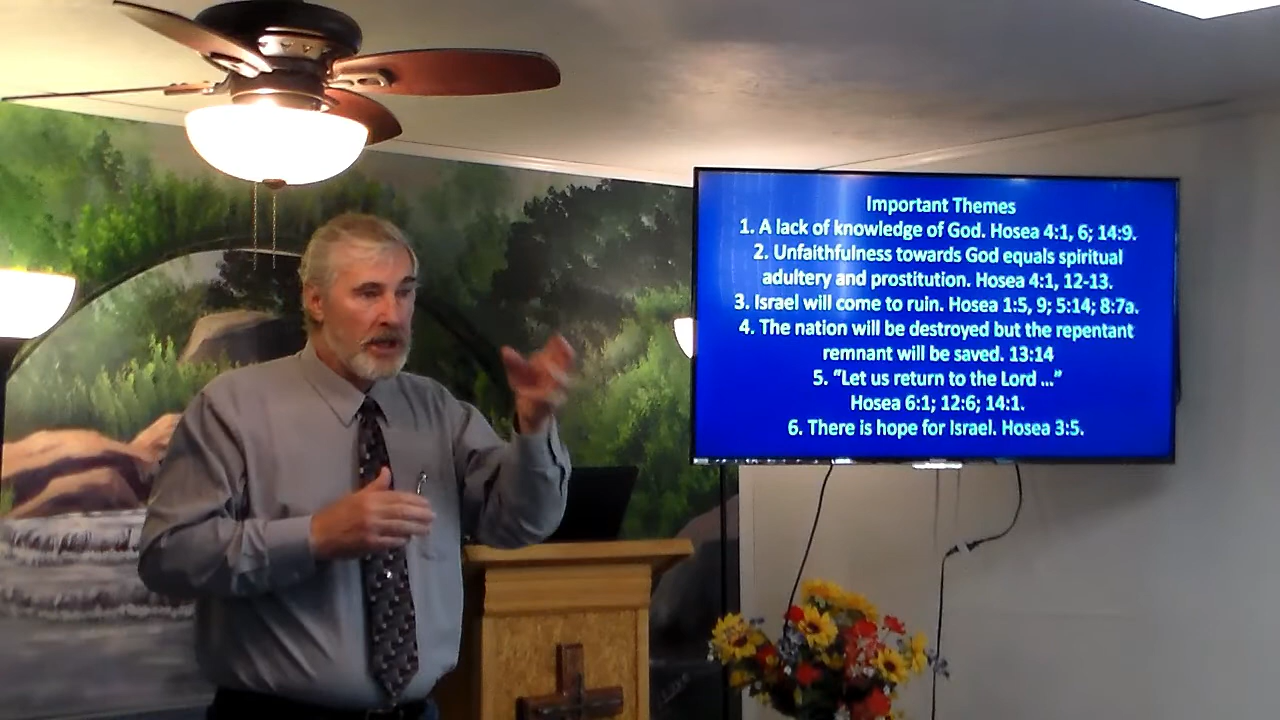 Important Themes
1. A lack of knowledge of God. Hosea 4:1, 6; 14:9.
2. Unfaithfulness towards God equals spiritual
adultery and prostitution. Hosea 4:1, 12-13.
3. Israel will come to ruin. Hosea 1:5, 9; 5:14; 8:7a.
4. The nation will be destroyed but the repentant
remnant will be saved. 13:14
5. “Let us return to the Lord ...”
Hosea 6:1; 12:6; 14:1.
6. There is hope for Israel. Hosea 3:5.